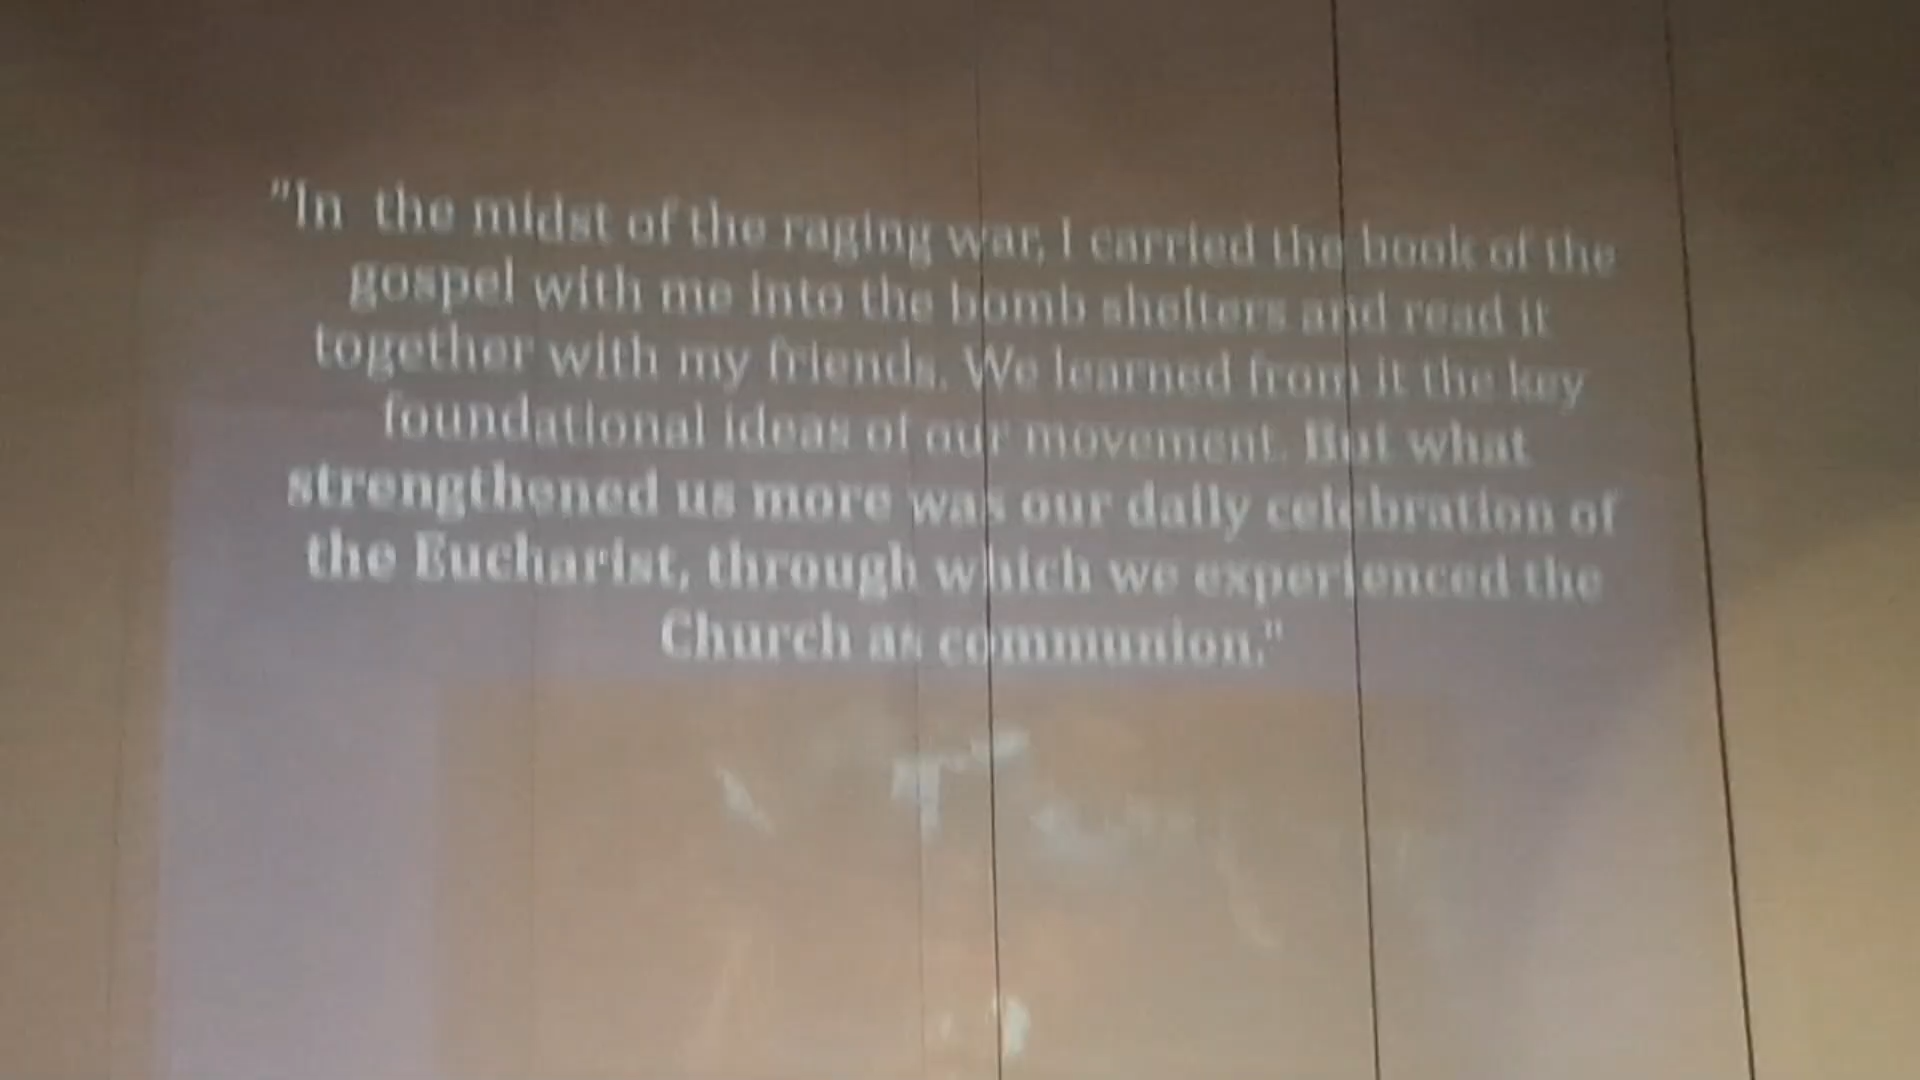 "In the midst of the raging war, I carried the book of the
gospel with me into the bomb shelters and read it
together with my friends. We learned from it the key
foundational ideas of our movement. But what
strengthened us more was our daily celebration of
the Eucharist, through which we experienced the
Church as communion."